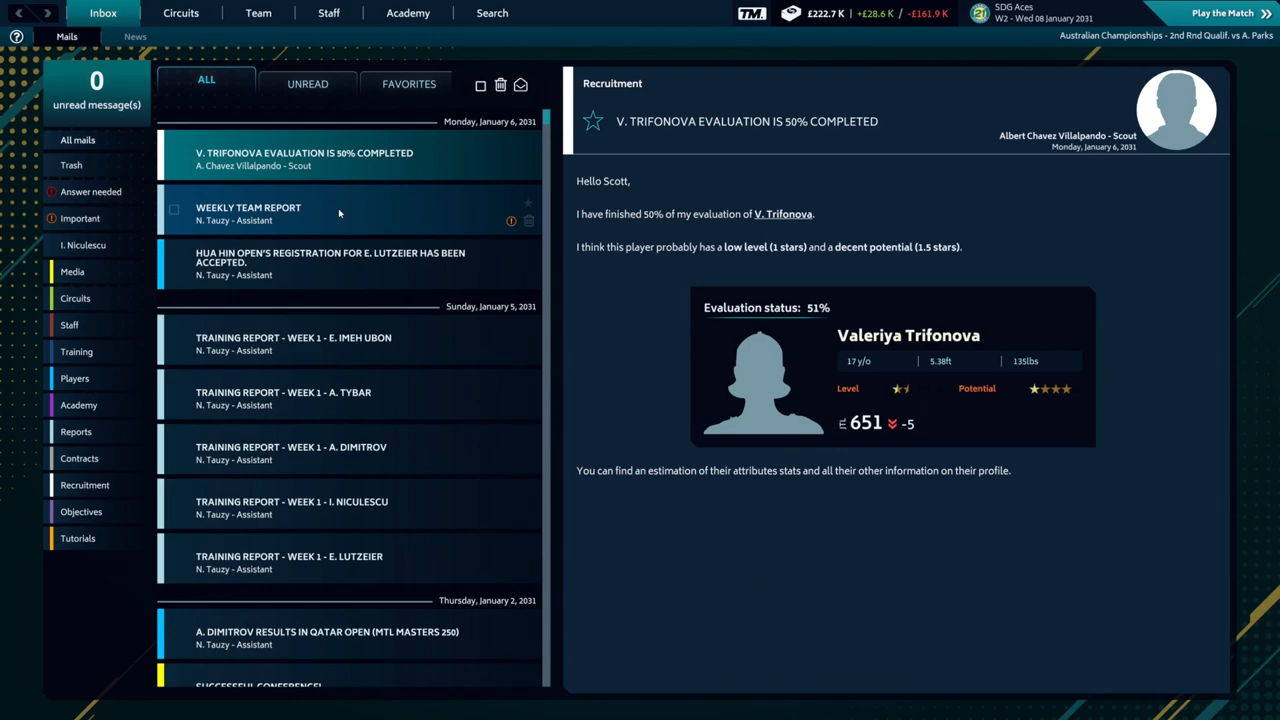 Inbox
Circuits
Team
Staff
Academy
Search
TM.
£222.7 K
+£28.6 K / -£161.9 K
21
SDG Aces
W2 - Wed 08 January 2031
Play the Match
Mails
News
Australian Championships - 2nd Rnd Qualif. vs A. Parks
0
unread message(s)
All mails
Trash
Answer needed
Important
I. Niculescu
Media
Circuits
Staff
Training
Players
Academy
Reports
Contracts
Recruitment
Objectives
Tutorials
ALL
UNREAD
FAVORITES
Monday, January 6, 2031
V. TRIFONOVA EVALUATION IS 50% COMPLETED
A. Chavez Villalpando - Scout
WEEKLY TEAM REPORT
N. Tauzy - Assistant
HUA HIN OPEN'S REGISTRATION FOR E. LUTZEIER HAS BEEN
ACCEPTED.
N. Tauzy - Assistant
Sunday, January 5, 2031
TRAINING REPORT - WEEK 1 - E. IMEH UBON
N. Tauzy - Assistant
TRAINING REPORT - WEEK 1 - A. TYBAR
N. Tauzy - Assistant
TRAINING REPORT - WEEK 1 - A. DIMITROV
N. Tauzy - Assistant
TRAINING REPORT - WEEK 1 - I. NICULESCU
N. Tauzy - Assistant
TRAINING REPORT - WEEK 1 - E. LUTZEIER
N. Tauzy - Assistant
Thursday, January 2, 2031
A. DIMITROV RESULTS IN QATAR OPEN (MTL MASTERS 250)
N. Tauzy - Assistant
SUCCESSFUL CONFERENCE!
Recruitment
V. TRIFONOVA EVALUATION IS 50% COMPLETED
Albert Chavez Villalpando - Scout
Monday, January 6, 2031
Hello Scott,
I have finished 50% of my evaluation of V. Trifonova.
I think this player probably has a low level (1 stars) and a decent potential (1.5 stars).
Evaluation status: 51%
Valeriya Trifonova
17 y/o
5.38ft
135lbs
Level
Potential
651
-5
You can find an estimation of their attributes stats and all their other information on their profile.